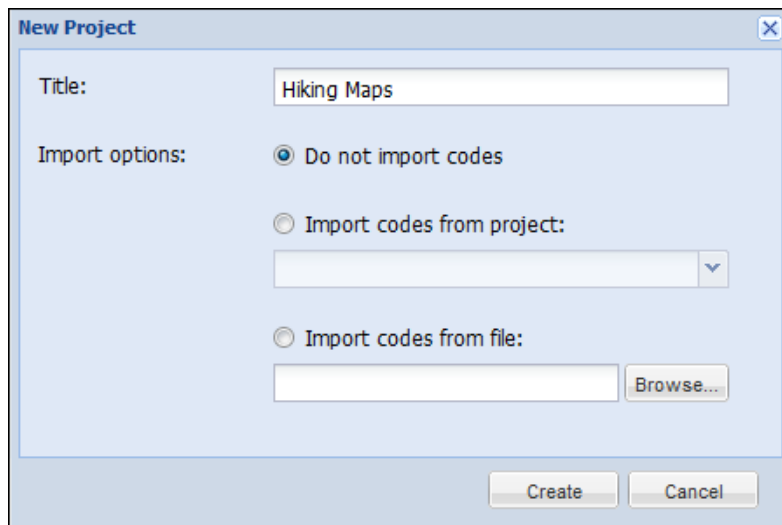 New Project
Title: Hiking Maps
Import options: Do not import codes
Import codes from project:
Import codes from file:
Browse...
Create Cancel